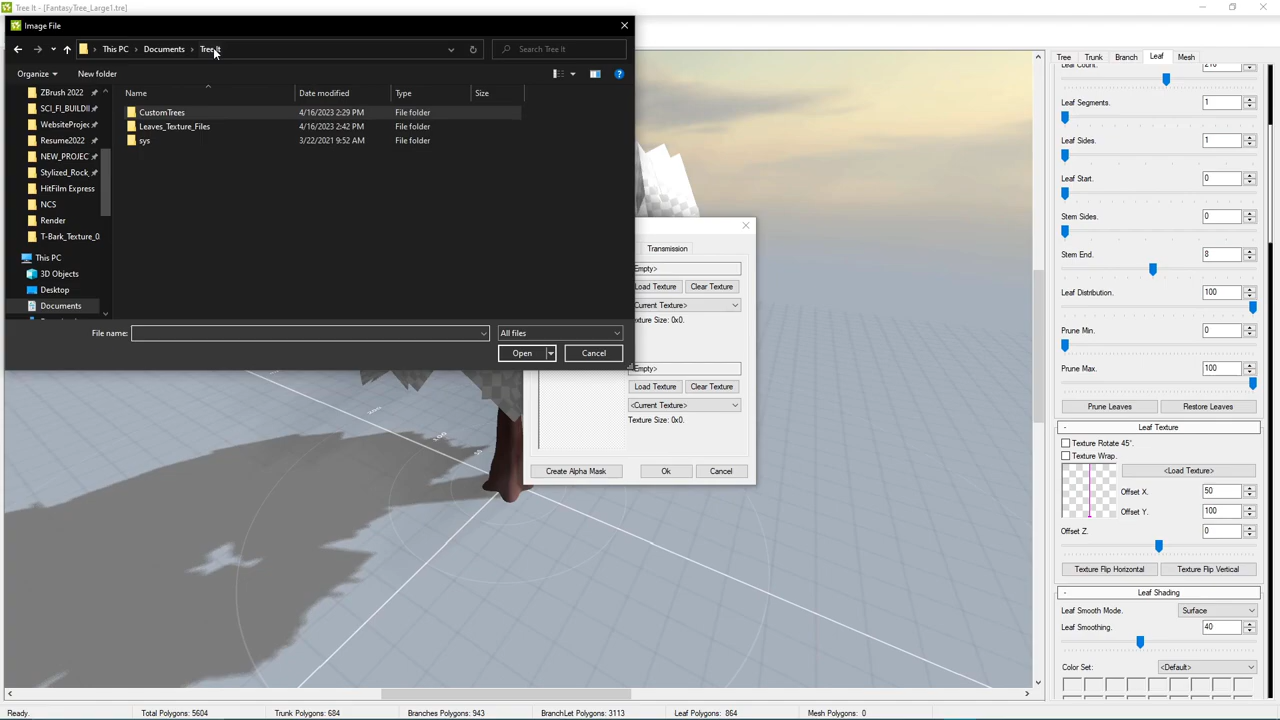 Tree It - [FantasyTree_Large1.tre]
Image File
This PC > Documents > Tree It
Search Tree It
Organize
New folder
Name
Date modified
Type
Size
CustomTrees
4/16/2023 2:29 PM
File folder
Leaves_Texture_Files
4/16/2023 2:42 PM
File folder
sys
3/22/2021 9:52 AM
File folder
ZBrush 2022
SCI_FI_BUILDI
WebsiteProjec
Resume2022
NEW_PROJEC
Stylized_Rock_
HitFilm Express
NCS
Render
T-Bark_Texture_0
This PC
3D Objects
Desktop
Documents
File name:
All files
Open
Cancel
Transmission
Empty>
Load Texture
Clear Texture
Current Texture>
exture Size: 0x0.
Empty>
Load Texture
Clear Texture
<Current Texture>
Texture Size: 0x0.
Create Alpha Mask
Ok
Cancel
Tree
Trunk
Branch
Leaf
Mesh
Leaf Segments.
1
Leaf Sides.
1
Leaf Start.
0
Stem Sides.
0
Stem End.
8
Leaf Distribution.
100
Prune Min.
0
Prune Max.
100
Prune Leaves
Restore Leaves
- Leaf Texture
Texture Rotate 45°.
Texture Wrap.
<Load Texture>
Offset X.
50
Offset Y.
100
Offset Z.
0
Texture Flip Horizontal
Texture Flip Vertical
- Leaf Shading
Leaf Smooth Mode.
Surface
Leaf Smoothing.
40
Color Set:
<Default>
Ready.
Total Polygons: 5604
Trunk Polygons: 684
Branches Polygons: 943
BranchLet Polygons: 3113
Leaf Polygons: 864
Mesh Polygons: 0